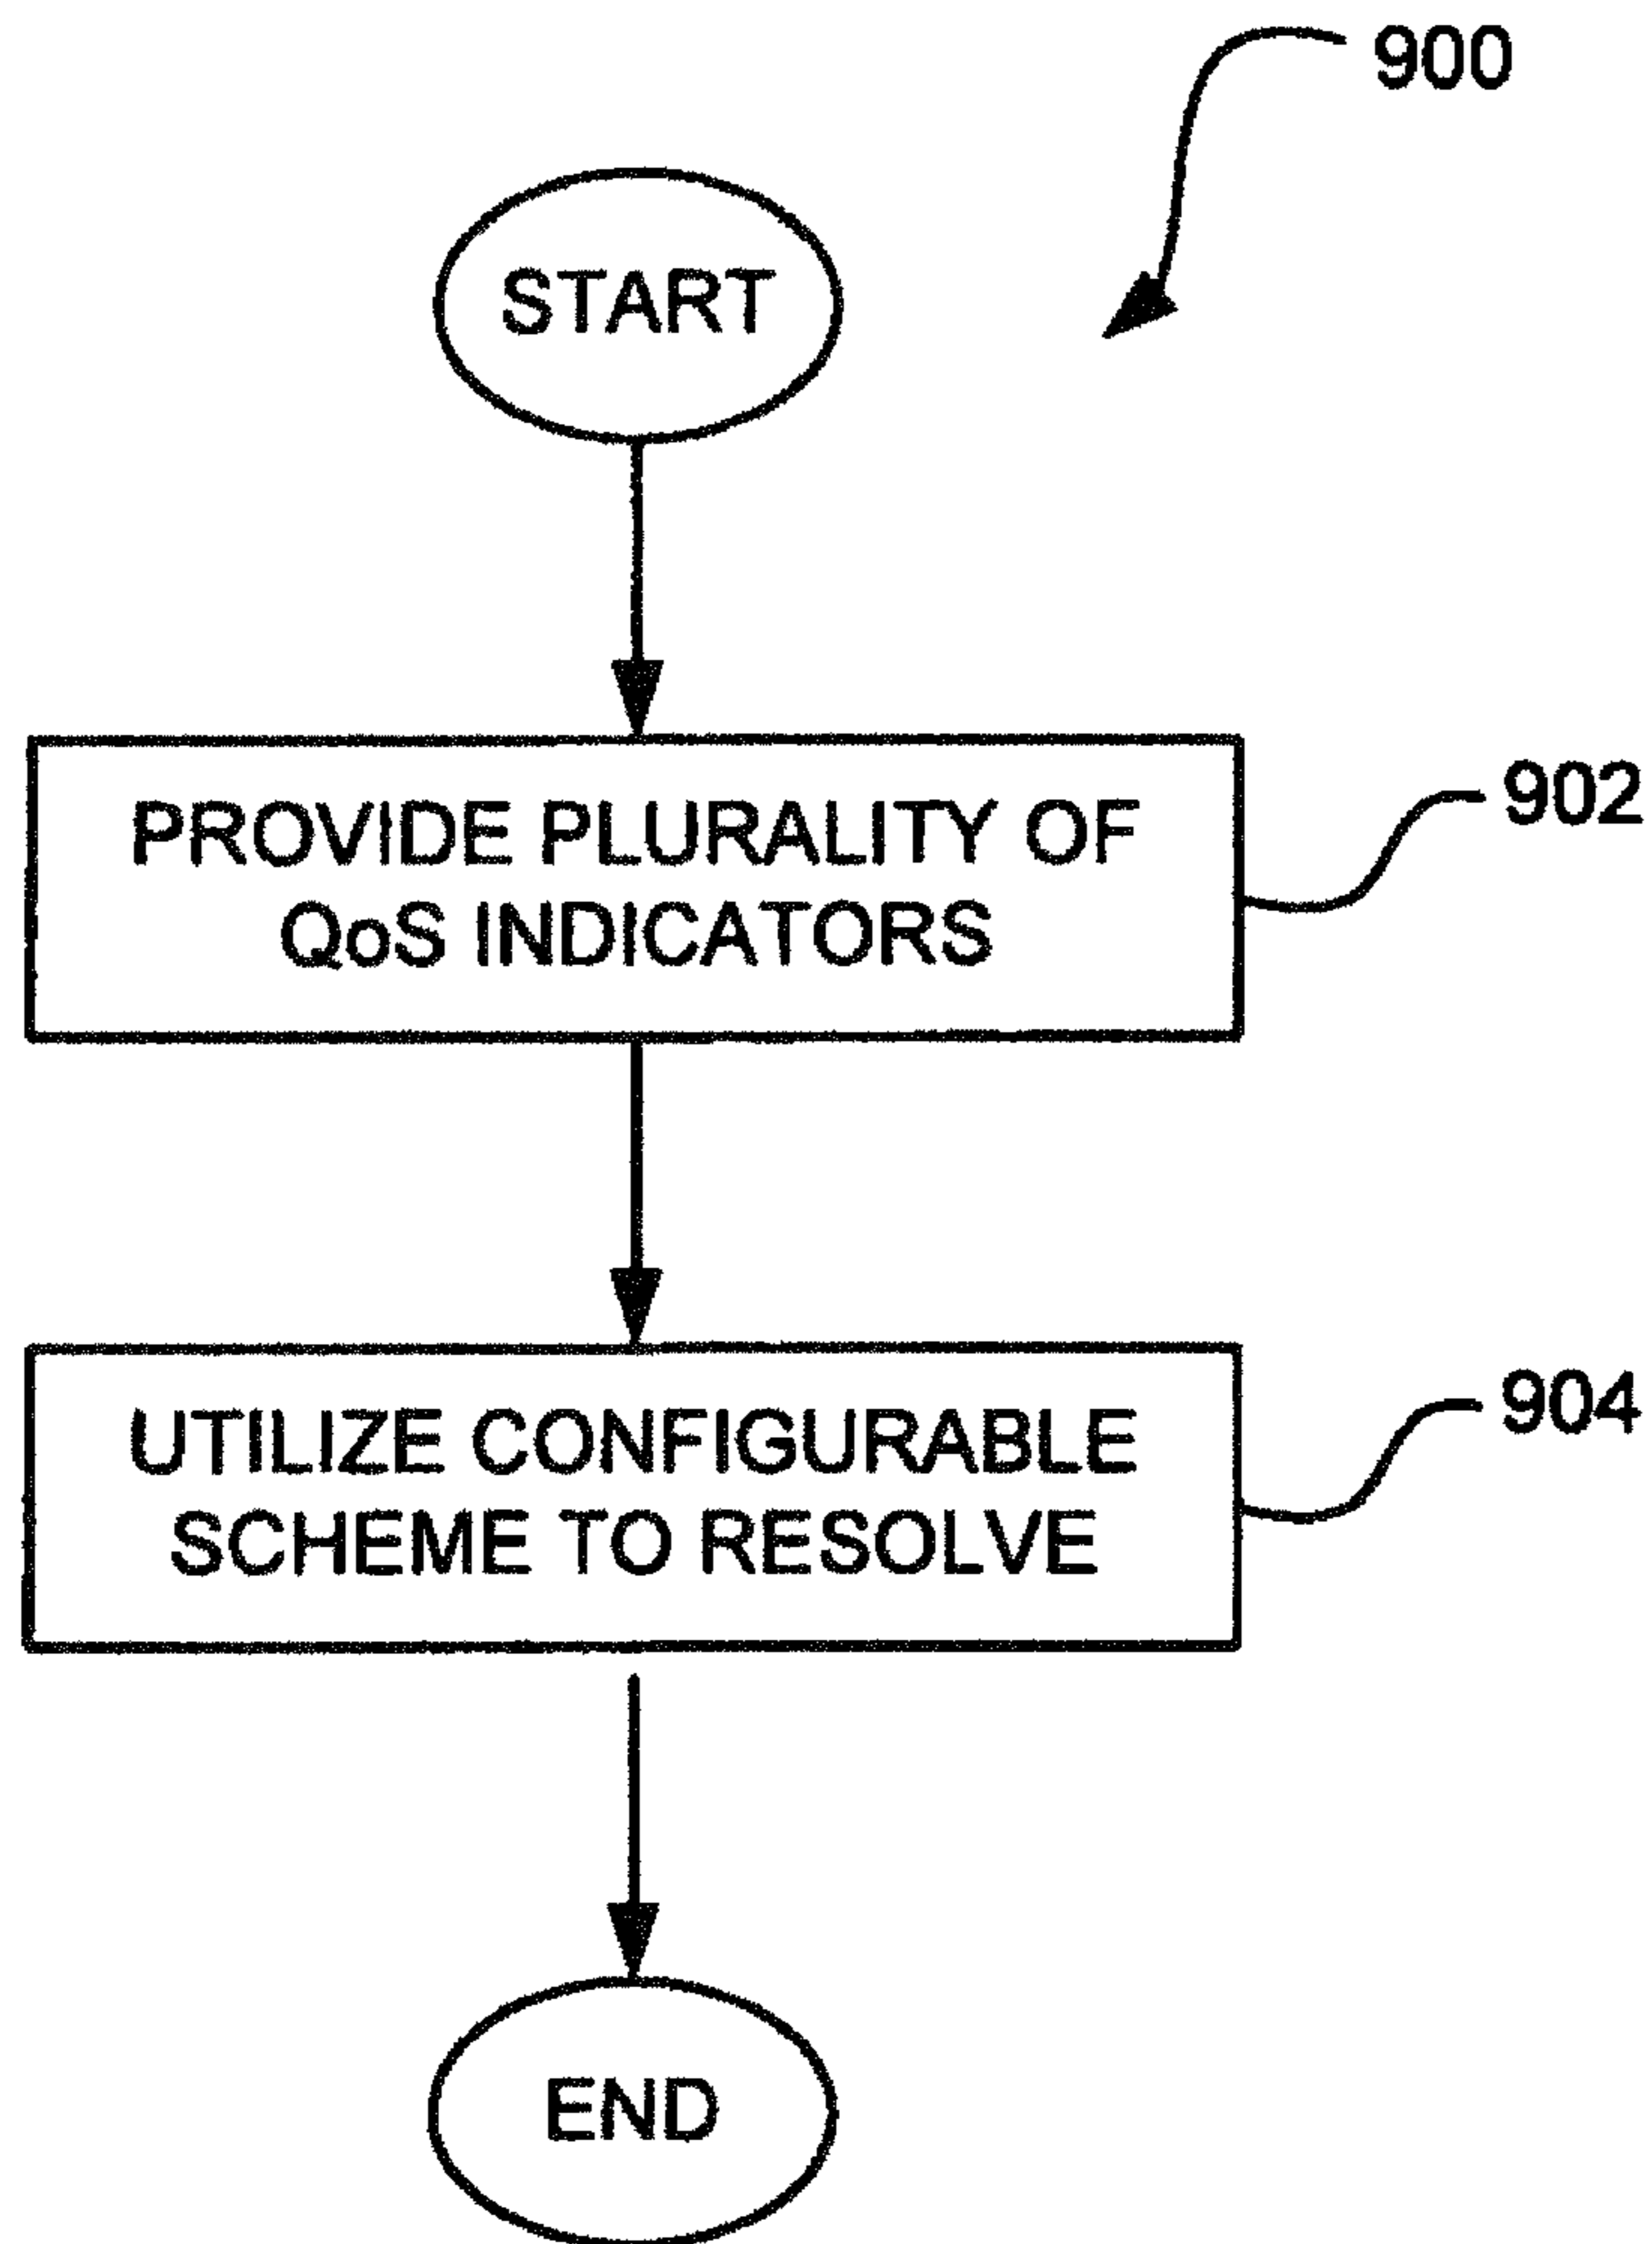 900
START
PROVIDE PLURALITY OF
QoS INDICATORS
902
UTILIZE CONFIGURABLE
SCHEME TO RESOLVE
904
END